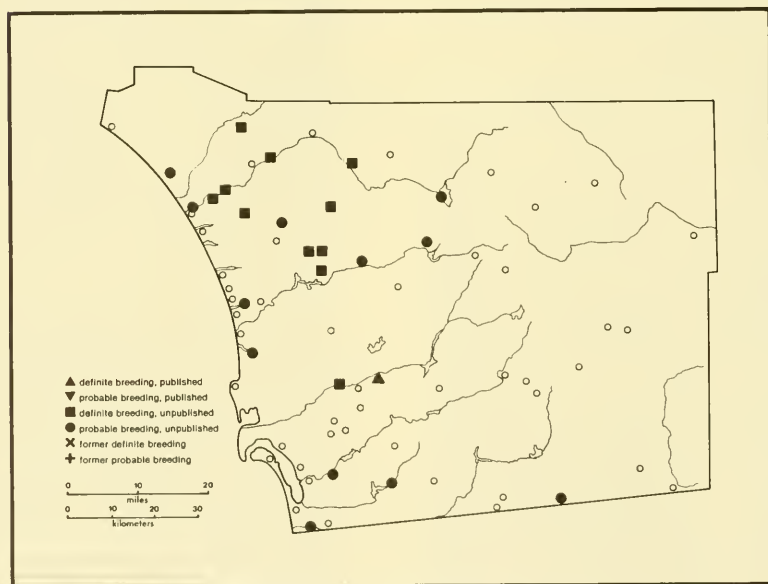 definite breeding, published
probable breeding, published
definite breeding, unpublished
probable breeding, unpublished
former definite breeding
former probable breeding
0 10 20
miles
0 10 20 30
kilometers